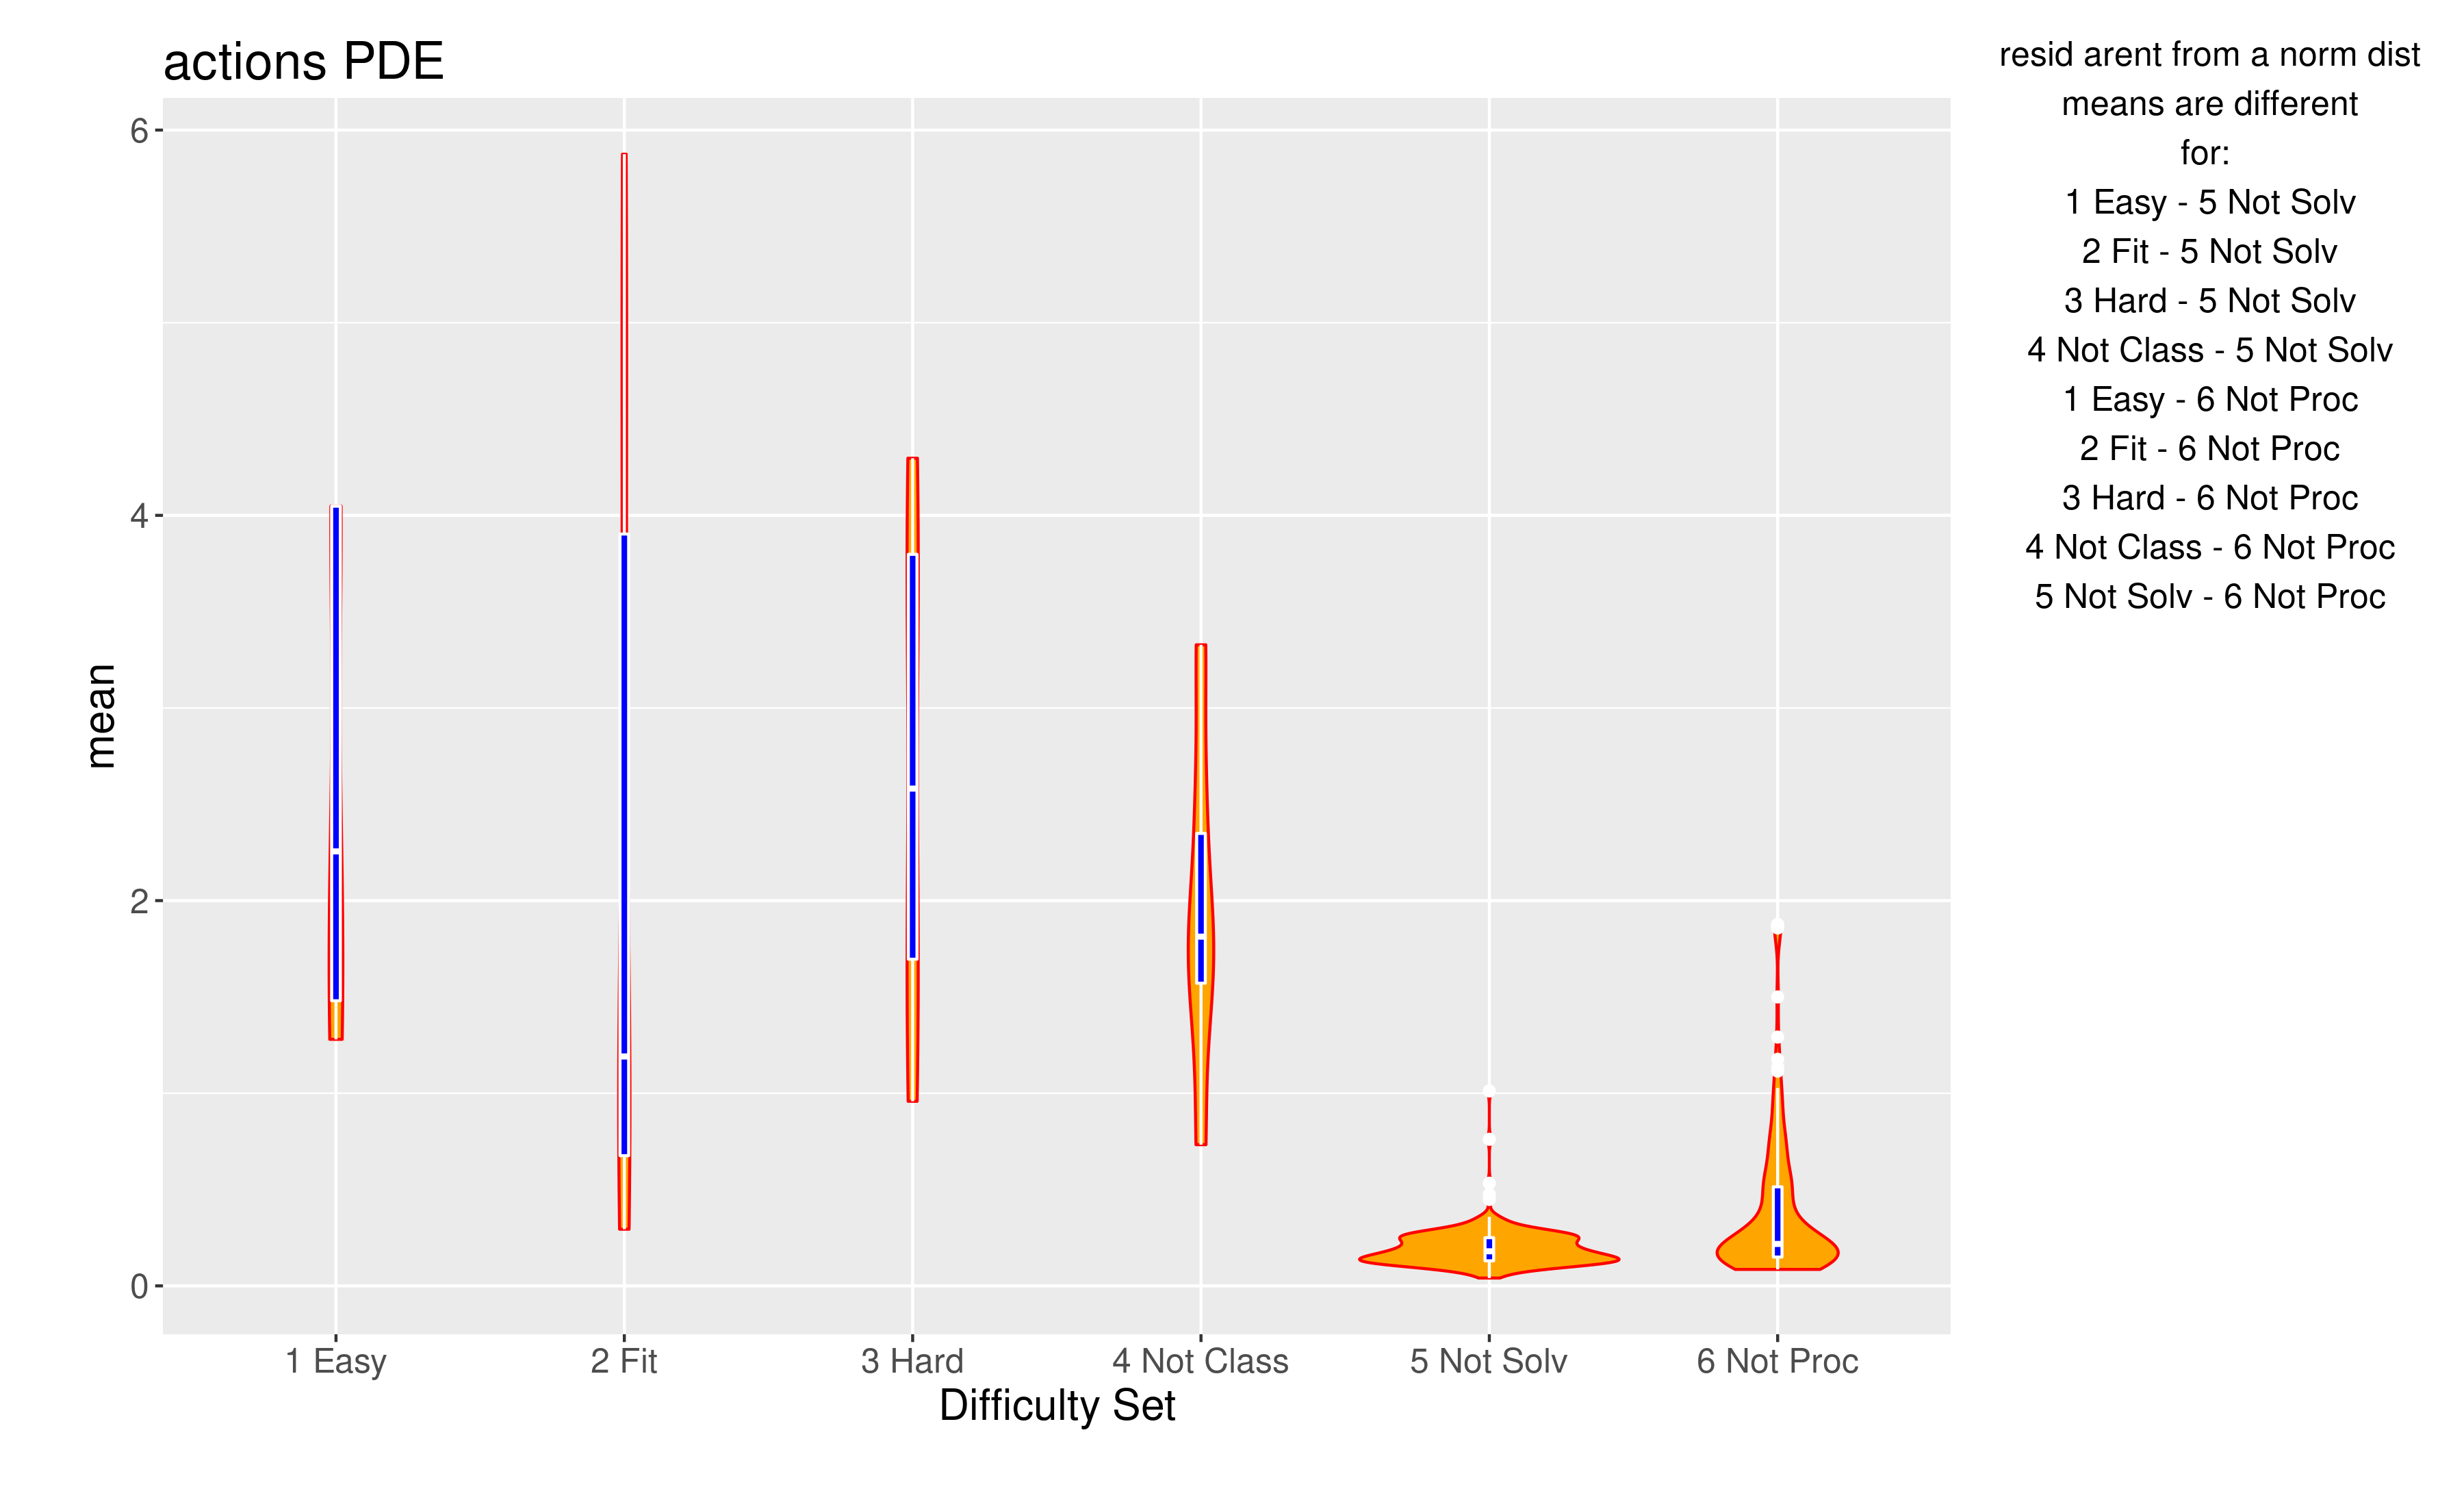 actions PDE
resid arent from a norm dist
means are different
for:
1 Easy - 5 Not Solv
2 Fit - 5 Not Solv
3 Hard - 5 Not Solv
4 Not Class - 5 Not Solv
1 Easy - 6 Not Proc
2 Fit - 6 Not Proc
3 Hard - 6 Not Proc
4 Not Class - 6 Not Proc
5 Not Solv - 6 Not Proc
mean
6
4
2
0
1 Easy
2 Fit
3 Hard
4 Not Class
5 Not Solv
6 Not Proc
Difficulty Set